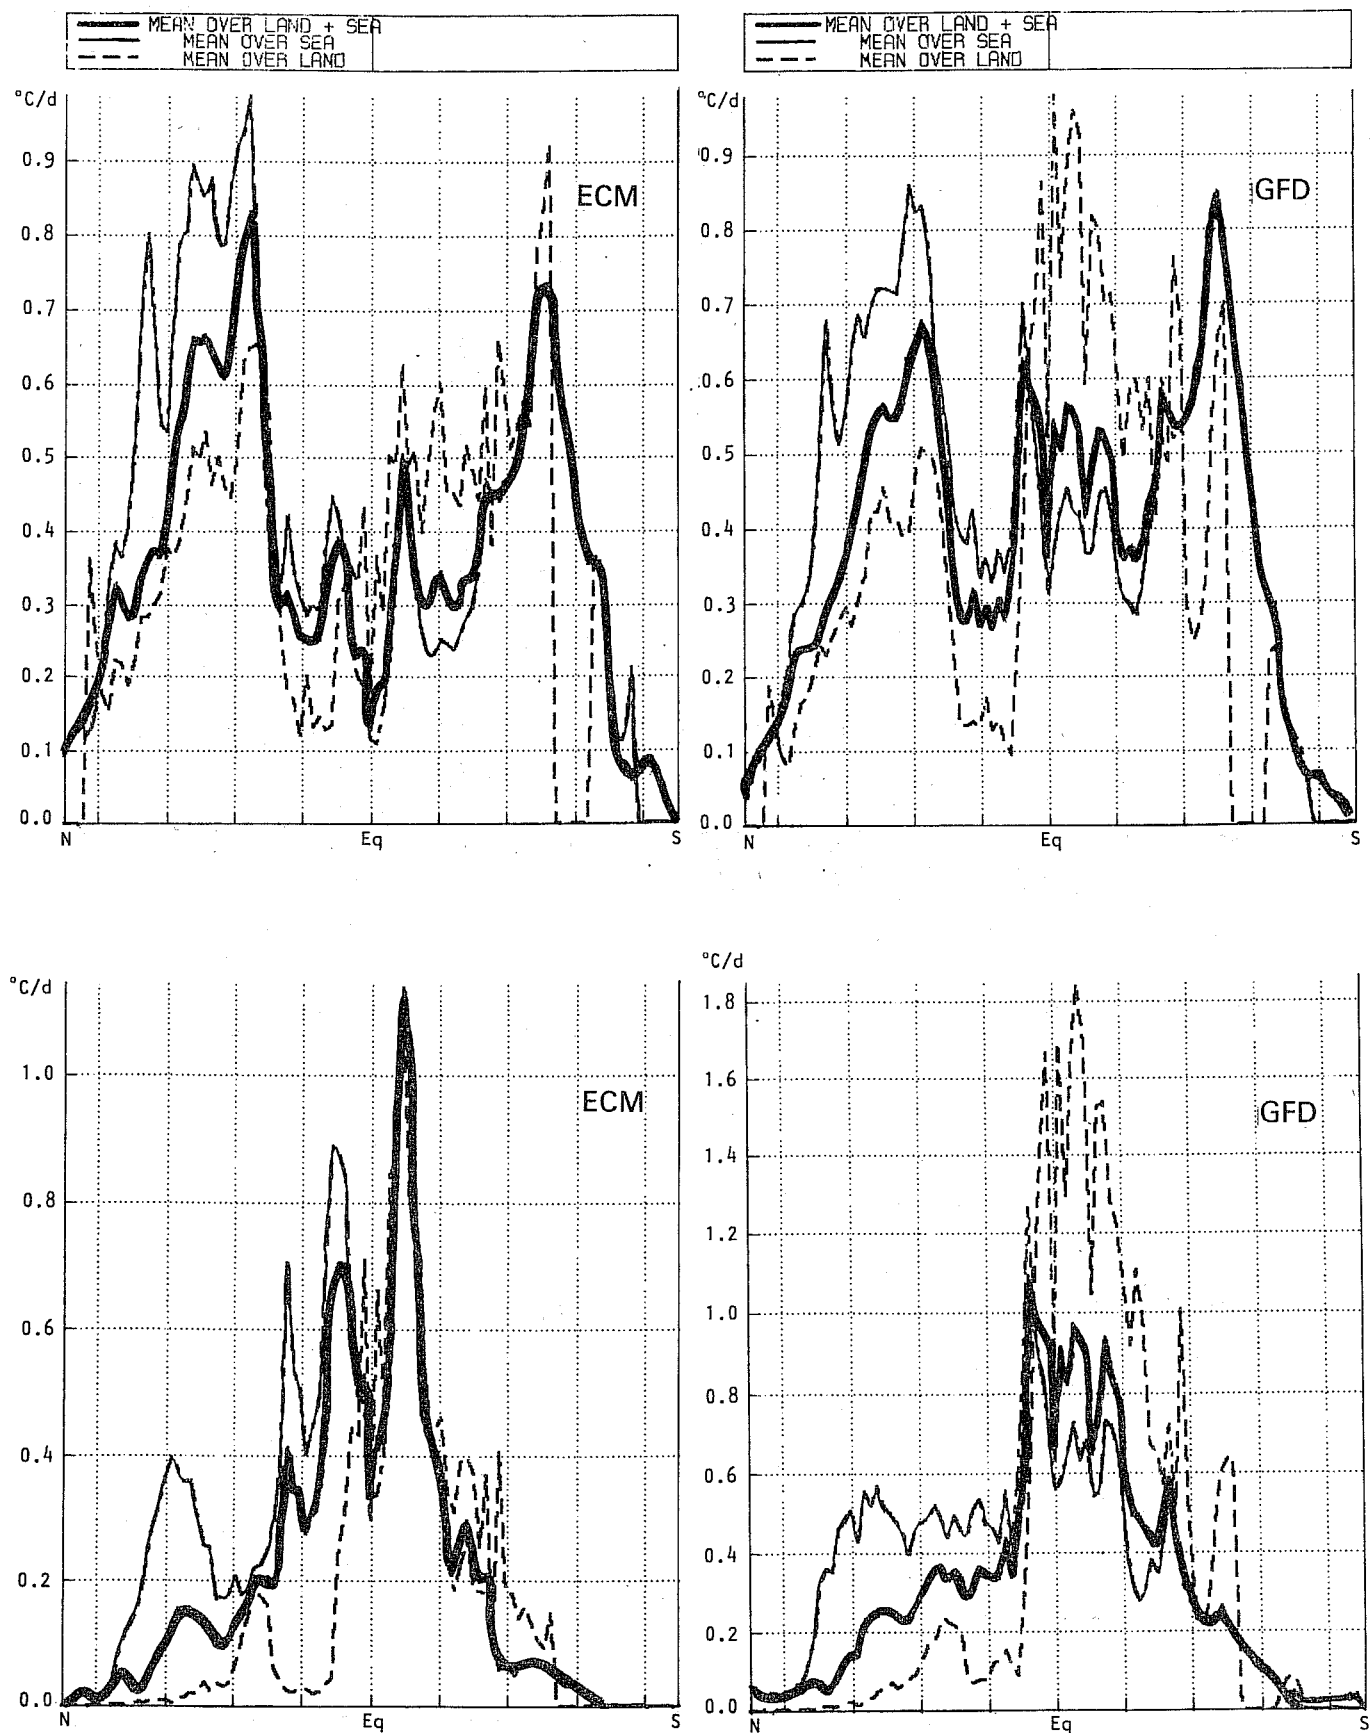 MEAN OVER LAND + SEA
MEAN OVER SEA
MEAN OVER LAND
°C/d
0.9
0.8
0.7
0.6
0.5
0.4
0.3
0.2
0.1
0.0
N
Eq
S
ECM
MEAN OVER LAND + SEA
MEAN OVER SEA
MEAN OVER LAND
°C/d
0.9
0.8
0.7
0.6
0.5
0.4
0.3
0.2
0.1
0.0
N
Eq
S
GFD
°C/d
1.0
0.8
0.6
0.4
0.2
0.0
N
Eq
S
ECM
°C/d
1.8
1.6
1.4
1.2
1.0
0.8
0.6
0.4
0.2
0.0
N
Eq
S
GFD